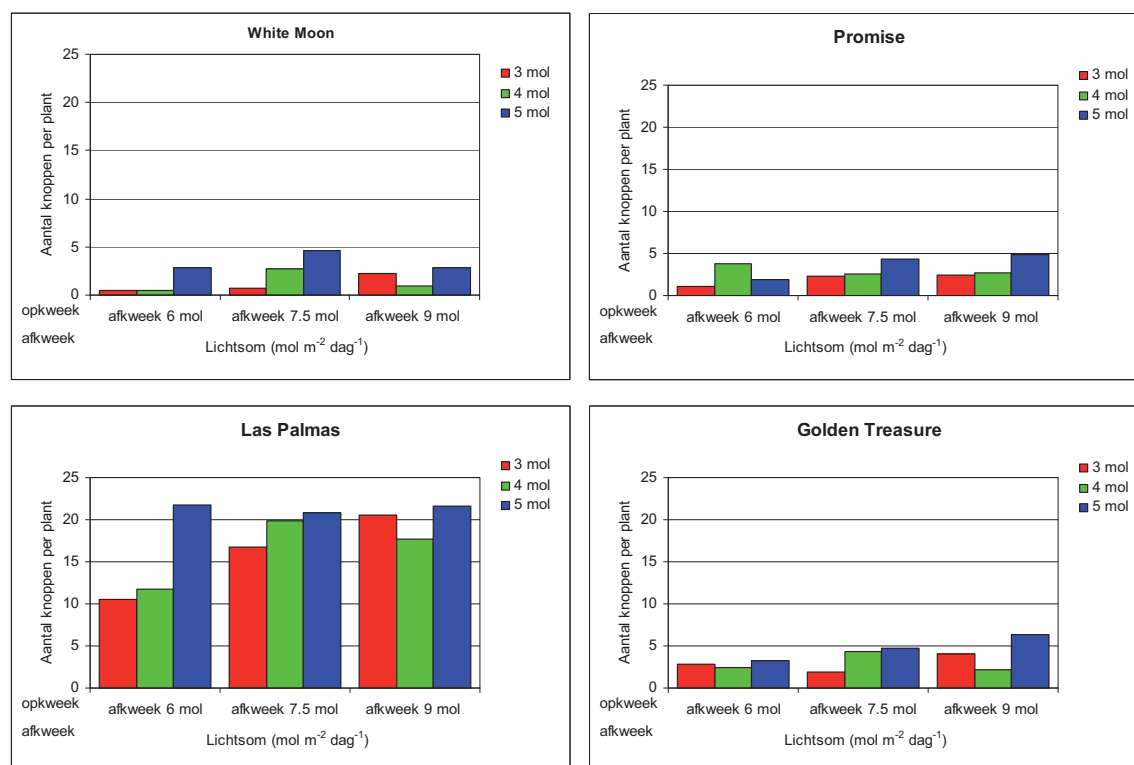 White Moon
Aantal knoppen per plant
25
20
15
10
5
0
3 mol
4 mol
5 mol
opkweek
afkweek
afkweek 6 mol
afkweek 7.5 mol
afkweek 9 mol
Lichtsom (mol m⁻² dag⁻¹)
Promise
Aantal knoppen per plant
25
20
15
10
5
0
3 mol
4 mol
5 mol
opkweek
afkweek
afkweek 6 mol
afkweek 7.5 mol
afkweek 9 mol
Lichtsom (mol m⁻² dag⁻¹)
Las Palmas
Aantal knoppen per plant
25
20
15
10
5
0
3 mol
4 mol
5 mol
opkweek
afkweek
afkweek 6 mol
afkweek 7.5 mol
afkweek 9 mol
Lichtsom (mol m⁻² dag⁻¹)
Golden Treasure
Aantal knoppen per plant
25
20
15
10
5
0
3 mol
4 mol
5 mol
opkweek
afkweek
afkweek 6 mol
afkweek 7.5 mol
afkweek 9 mol
Lichtsom (mol m⁻² dag⁻¹)